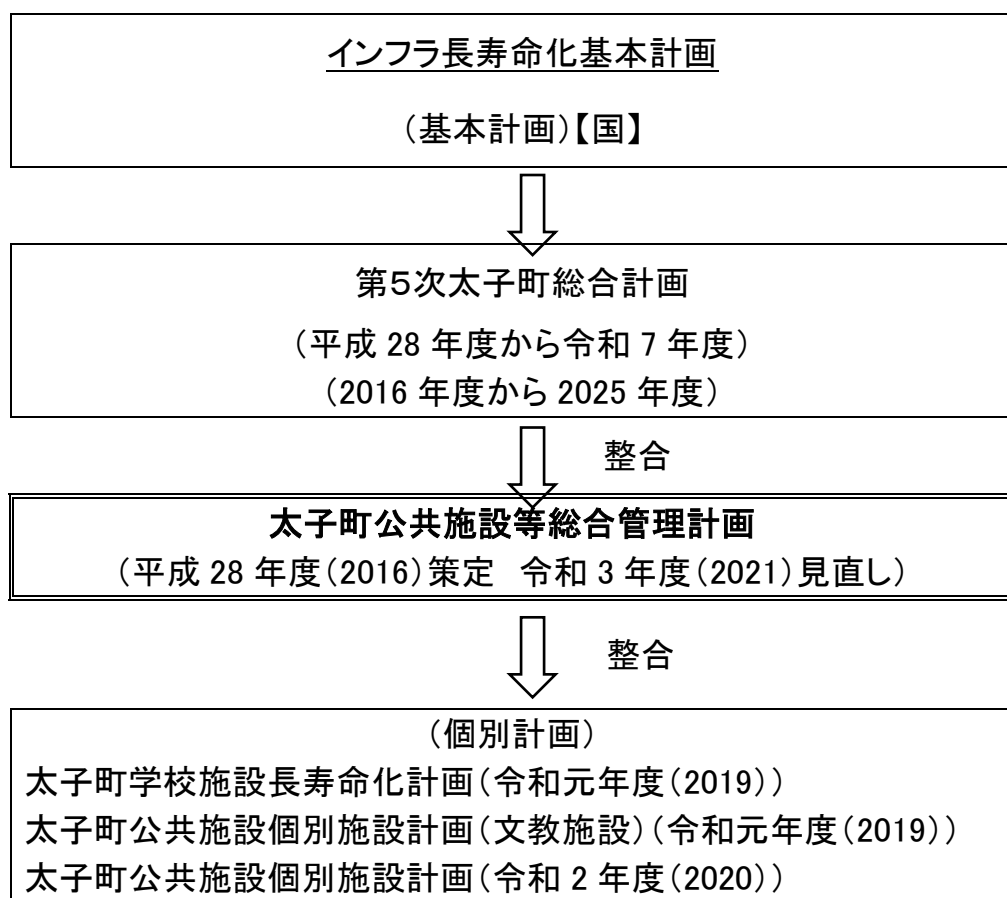 インフラ長寿命化基本計画
（基本計画）【国】
第５次太子町総合計画
（平成 28 年度から令和 7 年度）
（2016 年度から 2025 年度）
整合
太子町公共施設等総合管理計画
（平成 28 年度（2016）策定　令和 3 年度（2021）見直し）
整合
（個別計画）
太子町学校施設長寿命化計画（令和元年度（2019））
太子町公共施設個別施設計画（文教施設）（令和元年度（2019））
太子町公共施設個別施設計画（令和 2 年度（2020））